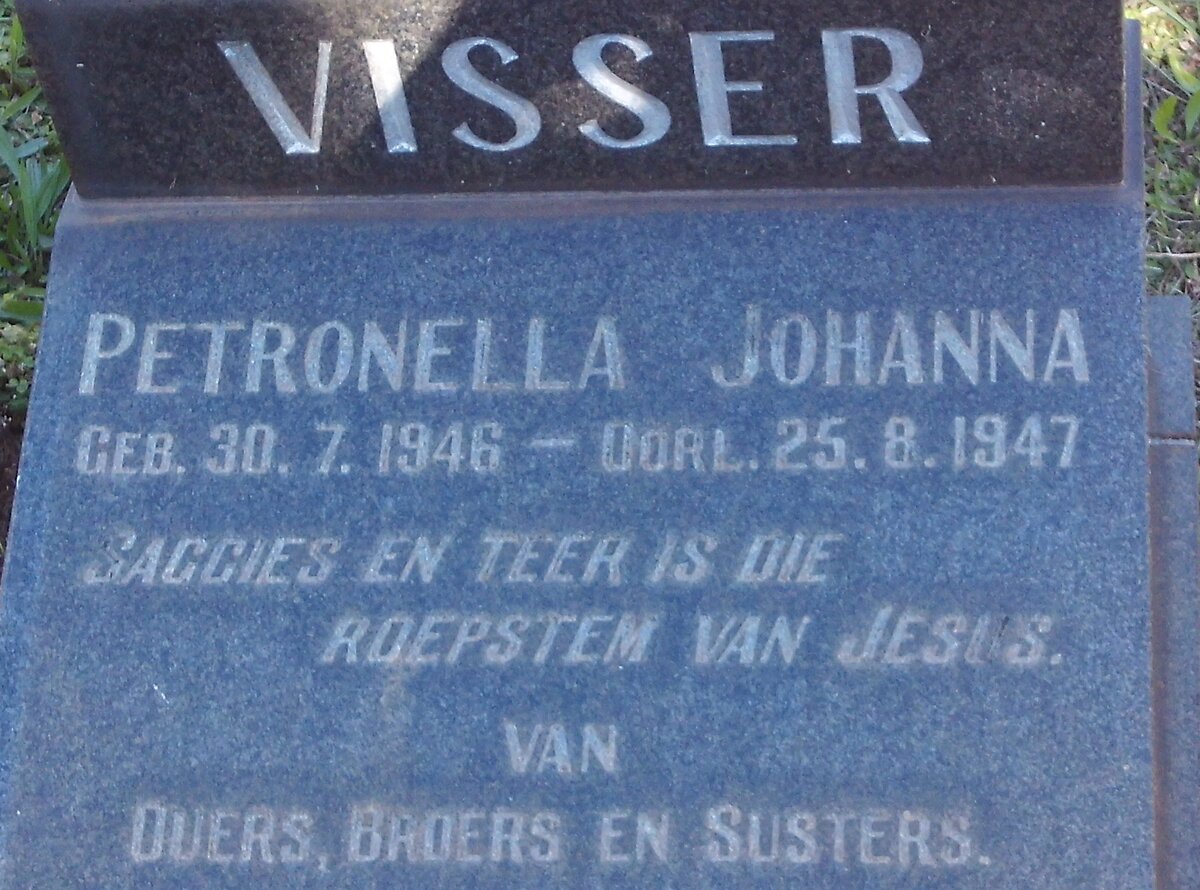 VISSER
PETRONELLA JOHANNA
GEB. 30. 7. 1946 – OORL. 25. 8. 1947
SAGGIES EN TEER IS DIE
ROEPSTEM VAN JESUS.
VAN
OUERS, BROERS EN SUSTERS.